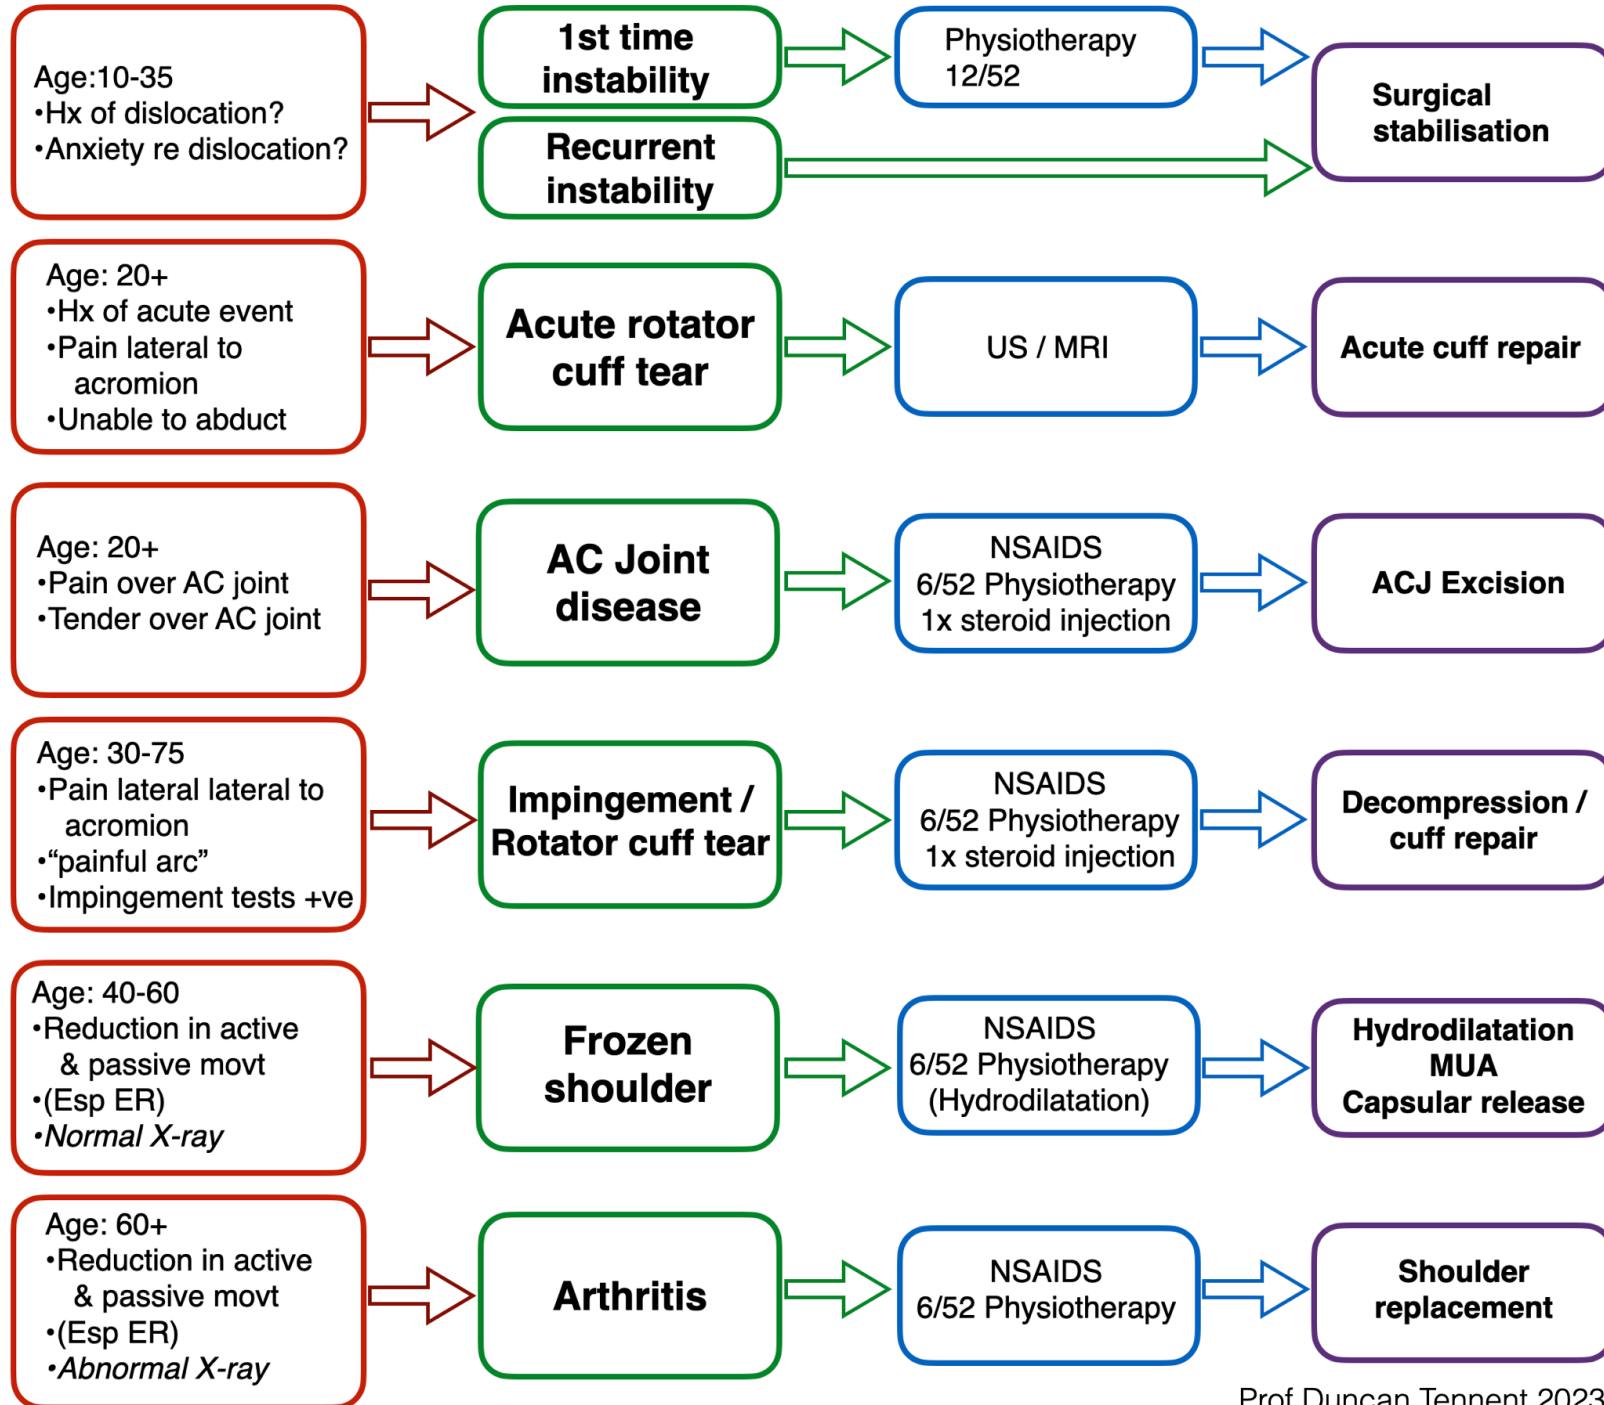 Age:10-35
•Hx of dislocation?
•Anxiety re dislocation?
1st time
instability
Recurrent
instability
Physiotherapy
12/52
Surgical
stabilisation
Age: 20+
•Hx of acute event
•Pain lateral to
acromion
•Unable to abduct
Acute rotator
cuff tear
US / MRI
Acute cuff repair
Age: 20+
•Pain over AC joint
•Tender over AC joint
AC Joint
disease
NSAIDS
6/52 Physiotherapy
1x steroid injection
ACJ Excision
Age: 30-75
•Pain lateral lateral to
acromion
•“painful arc”
•Impingement tests +ve
Impingement /
Rotator cuff tear
NSAIDS
6/52 Physiotherapy
1x steroid injection
Decompression /
cuff repair
Age: 40-60
•Reduction in active
& passive movt
•(Esp ER)
•Normal X-ray
Frozen
shoulder
NSAIDS
6/52 Physiotherapy
(Hydrodilatation)
Hydrodilatation
MUA
Capsular release
Age: 60+
•Reduction in active
& passive movt
•(Esp ER)
•Abnormal X-ray
Arthritis
NSAIDS
6/52 Physiotherapy
Shoulder
replacement
Prof Duncan Tennent 2023